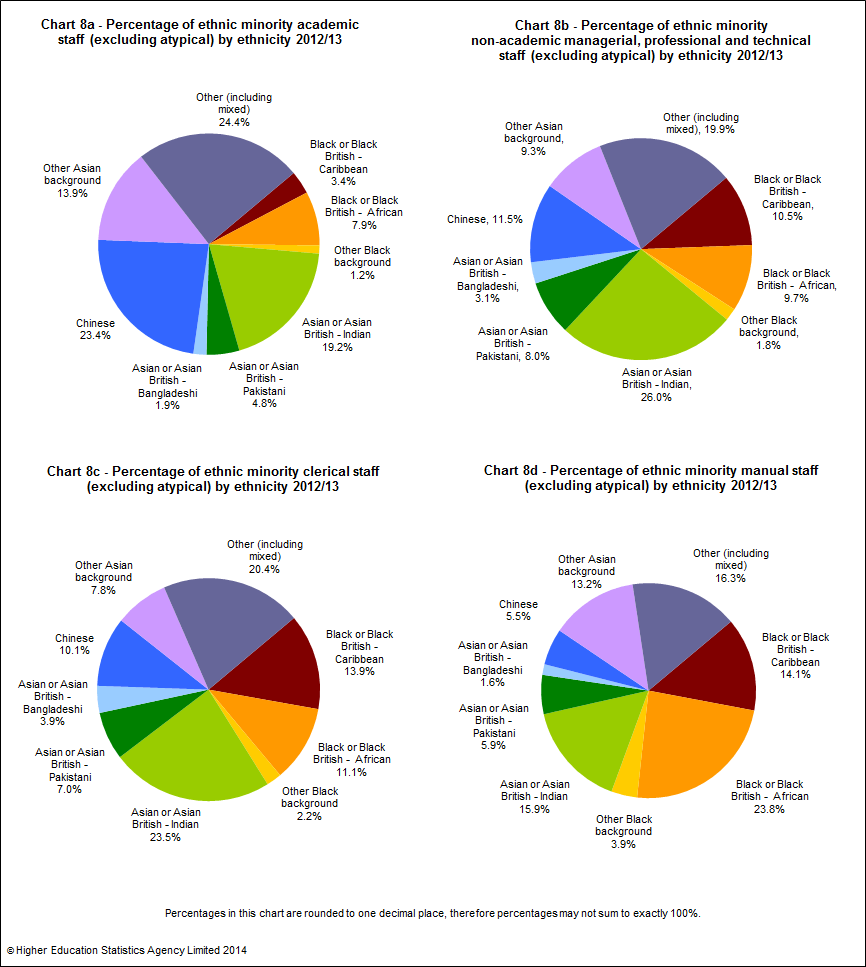 Chart 8a - Percentage of ethnic minority academic
staff (excluding atypical) by ethnicity 2012/13
Other (including
mixed)
24.4%
Black or Black
British -
Caribbean
3.4%
Black or Black
British - African
7.9%
Other Black
background
1.2%
Asian or Asian
British - Indian
19.2%
Asian or Asian
British -
Pakistani
4.8%
Asian or Asian
British -
Bangladeshi
1.9%
Chinese
23.4%
Other Asian
background
13.9%
Chart 8b - Percentage of ethnic minority
non-academic managerial, professional and technical
staff (excluding atypical) by ethnicity 2012/13
Other (including
mixed), 19.9%
Black or Black
British -
Caribbean,
10.5%
Black or Black
British - African,
9.7%
Other Black
background,
1.8%
Asian or Asian
British - Indian,
26.0%
Asian or Asian
British -
Pakistani, 8.0%
Asian or Asian
British -
Bangladeshi,
3.1%
Chinese, 11.5%
Other Asian
background,
9.3%
Chart 8c - Percentage of ethnic minority clerical staff
(excluding atypical) by ethnicity 2012/13
Other (including
mixed)
20.4%
Black or Black
British -
Caribbean
13.9%
Black or Black
British - African
11.1%
Other Black
background
2.2%
Asian or Asian
British - Indian
23.5%
Asian or Asian
British -
Pakistani
7.0%
Asian or Asian
British -
Bangladeshi
3.9%
Chinese
10.1%
Other Asian
background
7.8%
Chart 8d - Percentage of ethnic minority manual staff
(excluding atypical) by ethnicity 2012/13
Other (including
mixed)
16.3%
Black or Black
British -
Caribbean
14.1%
Black or Black
British - African
23.8%
Other Black
background
3.9%
Asian or Asian
British - Indian
15.9%
Asian or Asian
British -
Pakistani
5.9%
Asian or Asian
British -
Bangladeshi
1.6%
Chinese
5.5%
Other Asian
background
13.2%
Percentages in this chart are rounded to one decimal place, therefore percentages may not sum to exactly 100%.
© Higher Education Statistics Agency Limited 2014